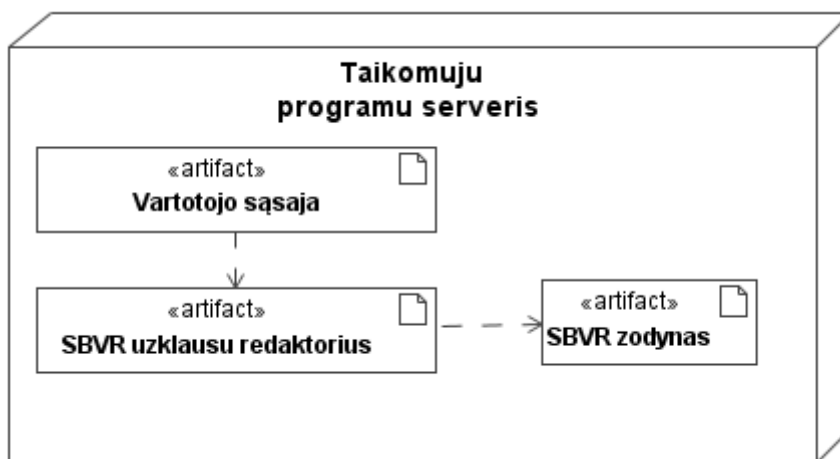 Taikomuju
programu serveris
«artifact»
Vartotojo sąsaja
«artifact»
SBVR uzklausu redaktorius
«artifact»
SBVR zodynas